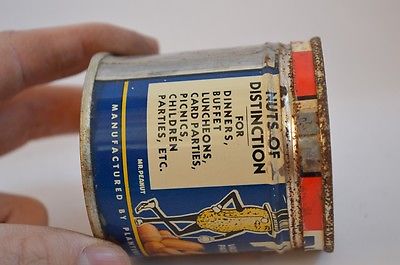 NUTS OF
DISTINCTION
FOR
DINNERS,
BUFFET
LUNCHEONS,
CARD PARTIES,
PICNICS,
CHILDREN
PARTIES, ETC.
MR. PEANUT
MANUFACTURED BY